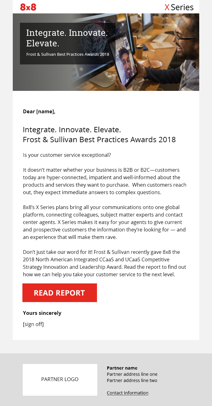 8x8
X Series
Integrate. Innovate.
Elevate.
Frost & Sullivan Best Practices Awards 2018
Dear [name],
Integrate. Innovate. Elevate.
Frost & Sullivan Best Practices Awards 2018
Is your customer service exceptional?
It doesn't matter whether your business is B2B or B2C—customers
today are hyper-connected, impatient and well-informed about the
products and services they want to purchase. When customers reach
out, they expect immediate answers to complex questions.
8x8's X Series plans bring all your communications onto one global
platform, connecting colleagues, subject matter experts and contact
center agents. X Series makes it easy for your agents to give current
and prospective customers the information they're looking for — and
an experience that will make them rave.
Don't just take our word for it! Frost & Sullivan recently gave 8x8 the
2018 North American Integrated CCaaS and UCaaS Competitive
Strategy Innovation and Leadership Award. Read the report to find out
how we can help you take your customer service to the next level.
READ REPORT
Yours sincerely
[sign off]
PARTNER LOGO
Partner name
Partner address line one
Partner address line two
Contact information